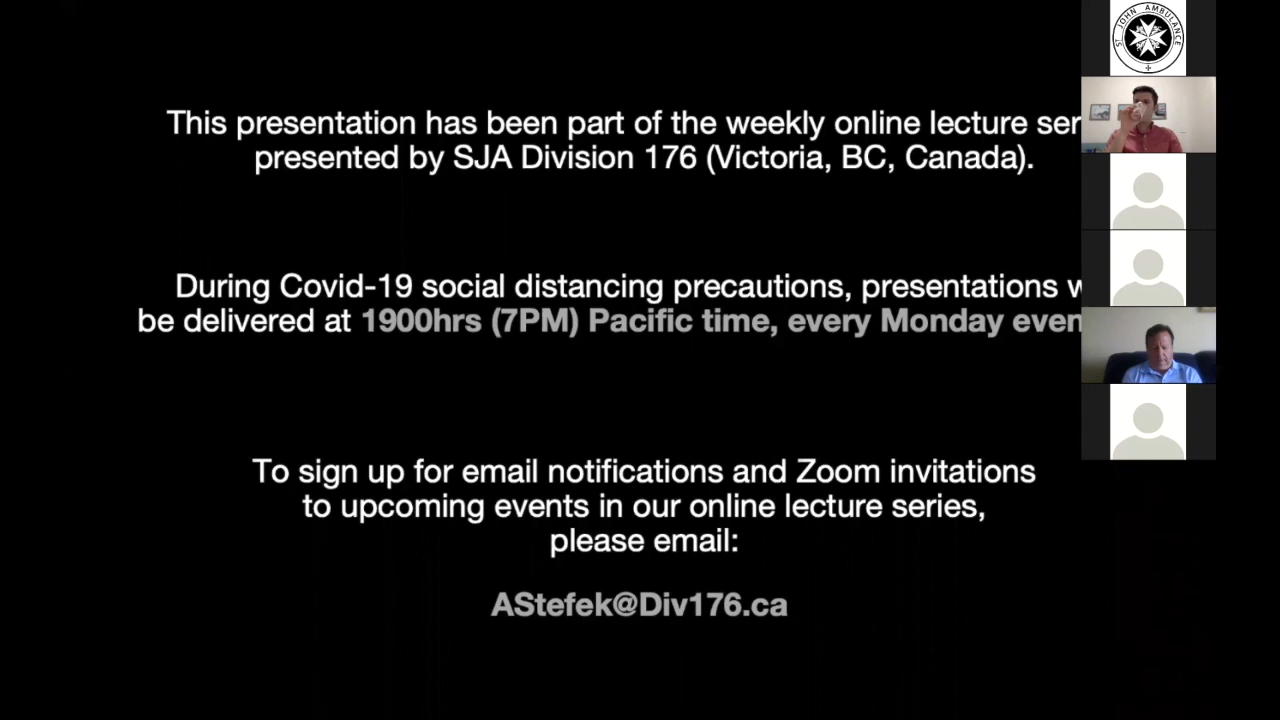 This presentation has been part of the weekly online lecture ser
presented by SJA Division 176 (Victoria, BC, Canada).
During Covid-19 social distancing precautions, presentations w
be delivered at 1900hrs (7PM) Pacific time, every Monday even
To sign up for email notifications and Zoom invitations
to upcoming events in our online lecture series,
please email:
AStefek@Div176.ca
ST JOHN AMBULANCE